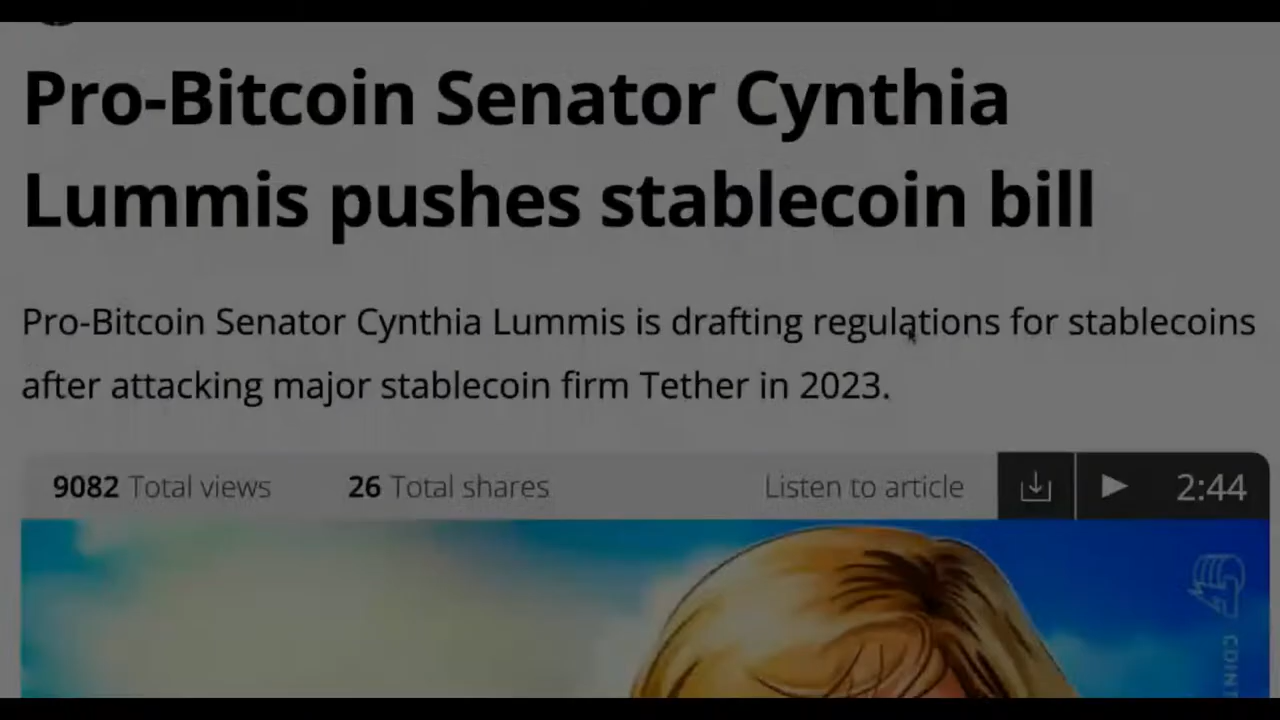 Pro-Bitcoin Senator Cynthia
Lummis pushes stablecoin bill
Pro-Bitcoin Senator Cynthia Lummis is drafting regulations for stablecoins
after attacking major stablecoin firm Tether in 2023.
9082 Total views 26 Total shares Listen to article 2:44